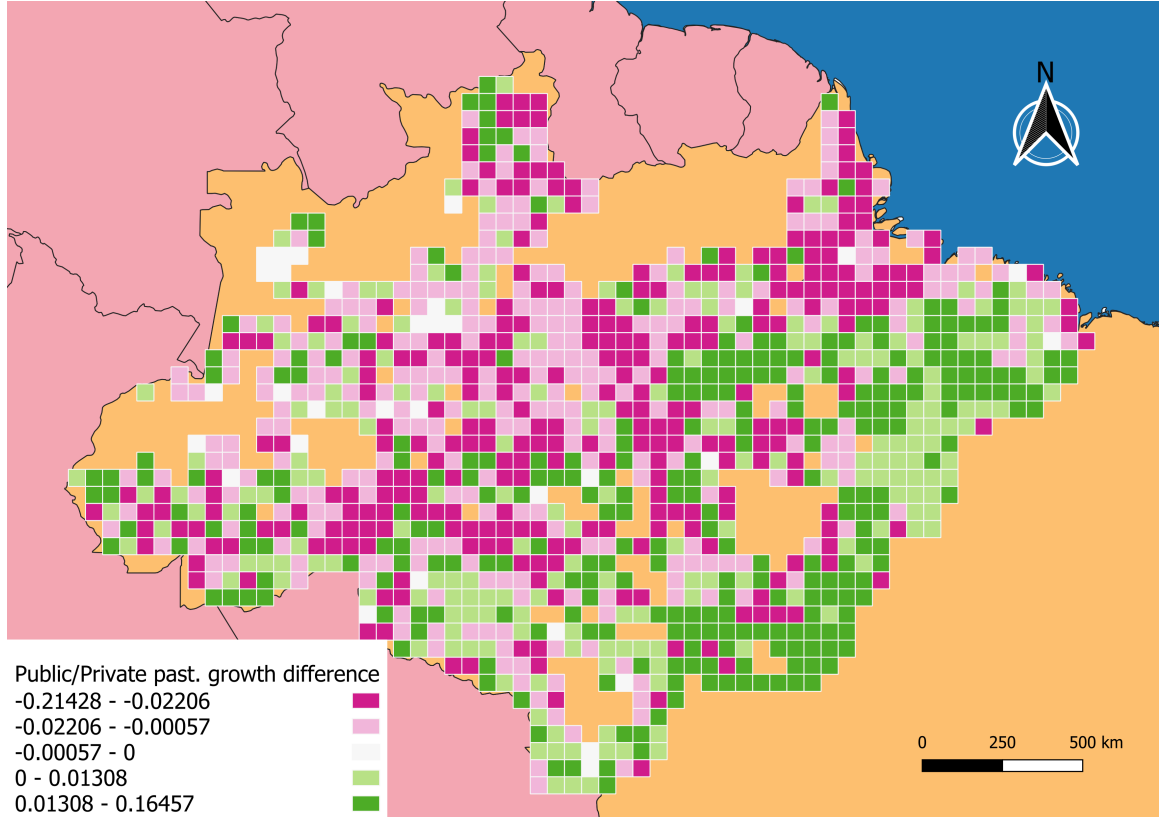 N
Public/Private past. growth difference
-0.21428 - -0.02206
-0.02206 - -0.00057
-0.00057 - 0
0 - 0.01308
0.01308 - 0.16457
0 250 500 km